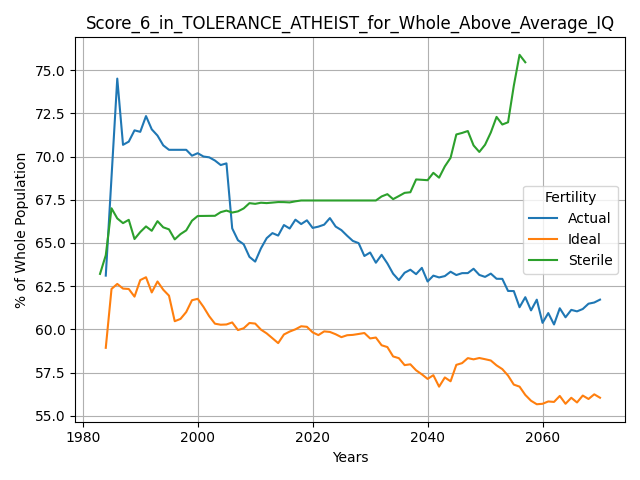 Score_6_in_TOLERANCE_ATHEIST_for_Whole_Above_Average_IQ
75.0
72.5
70.0
67.5
65.0
62.5
60.0
57.5
55.0
% of Whole Population
Fertility
Actual
Ideal
Sterile
1980 2000 2020 2040 2060
Years